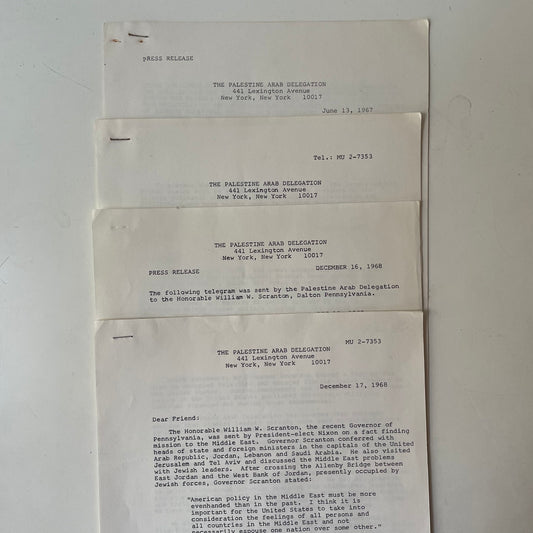 PRESS RELEASE
THE PALESTINE ARAB DELEGATION
441 Lexington Avenue
New York, New York 10017
June 13, 1967
Tel.: MU 2-7353
THE PALESTINE ARAB DELEGATION
441 Lexington Avenue
New York, New York 10017
THE PALESTINE ARAB DELEGATION
441 Lexington Avenue
New York, New York 10017
PRESS RELEASE DECEMBER 16, 1968
The following telegram was sent by the Palestine Arab Delegation
to the Honorable William W. Scranton, Dalton Pennsylvania.
MU 2-7353
THE PALESTINE ARAB DELEGATION
441 Lexington Avenue
New York, New York 10017
December 17, 1968
Dear Friend:
The Honorable William W. Scranton, the recent Governor of
Pennsylvania, was sent by President-elect Nixon on a fact finding
mission to the Middle East. Governor Scranton conferred with
heads of state and foreign ministers in the capitals of the United
Arab Republic, Jordan, Lebanon and Saudi Arabia. He also visited
Jerusalem and Tel Aviv and discussed the Middle East problems
with Jewish leaders. After crossing the Allenby Bridge between
East Jordan and the West Bank of Jordan, presently occupied by
Jewish forces, Governor Scranton stated:
"American policy in the Middle East must be more
evenhanded than in the past. I think it is
important for the United States to take into
consideration the feelings of all persons and
all countries in the Middle East and not
necessarily espouse one nation over some other."